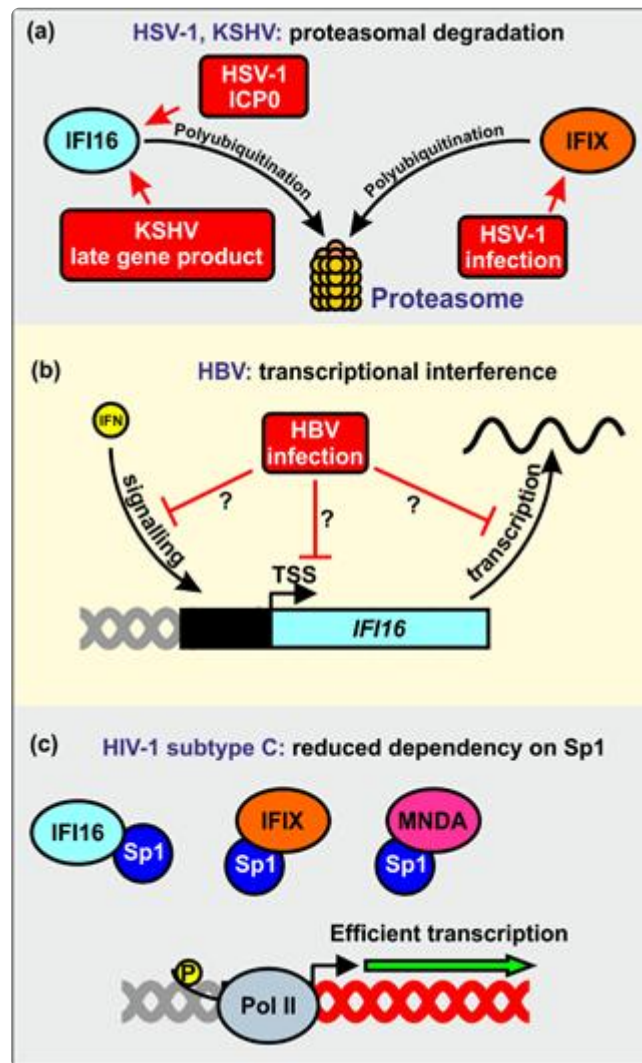 (a) HSV-1, KSHV: proteasomal degradation
HSV-1
ICP0
IFI16
Polyubiquitination
Polyubiquitination
IFIX
KSHV
late gene product
HSV-1
infection
Proteasome
(b) HBV: transcriptional interference
IFN
HBV
infection
signalling
?
?
?
transcription
TSS
IFI16
(c) HIV-1 subtype C: reduced dependency on Sp1
IFI16
Sp1
IFIX
Sp1
MNDA
Sp1
Efficient transcription
P
Pol II